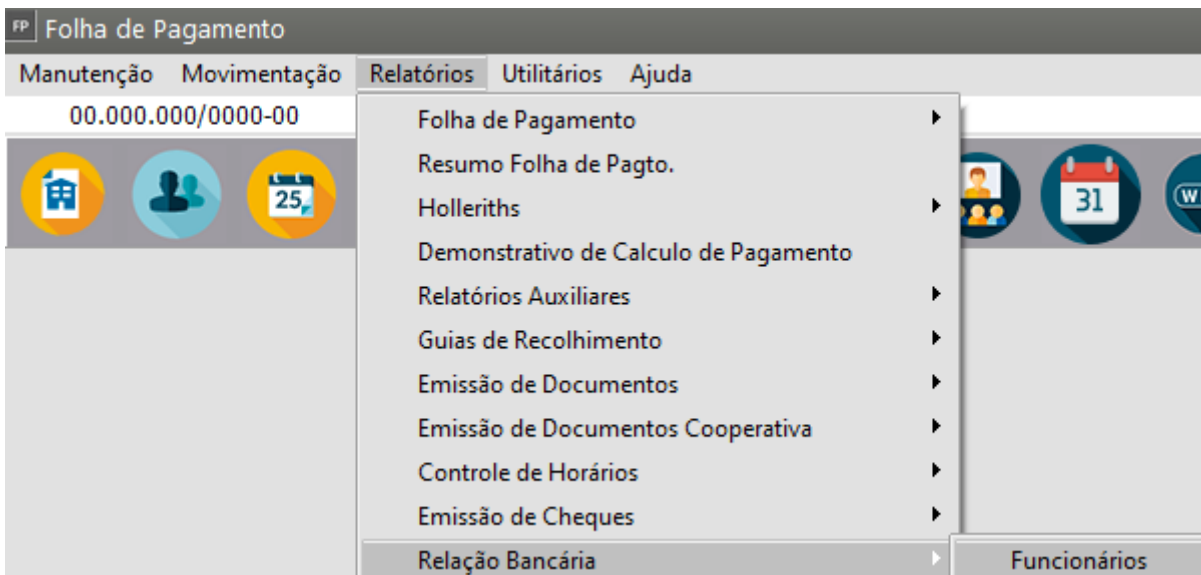 FP Folha de Pagamento
Manutenção Movimentação Relatórios Utilitários Ajuda
00.000.000/0000-00
Folha de Pagamento
Resumo Folha de Pagto.
Holleriths
Demonstrativo de Calculo de Pagamento
Relatórios Auxiliares
Guias de Recolhimento
Emissão de Documentos
Emissão de Documentos Cooperativa
Controle de Horários
Emissão de Cheques
Relação Bancária Funcionários
25
31
W